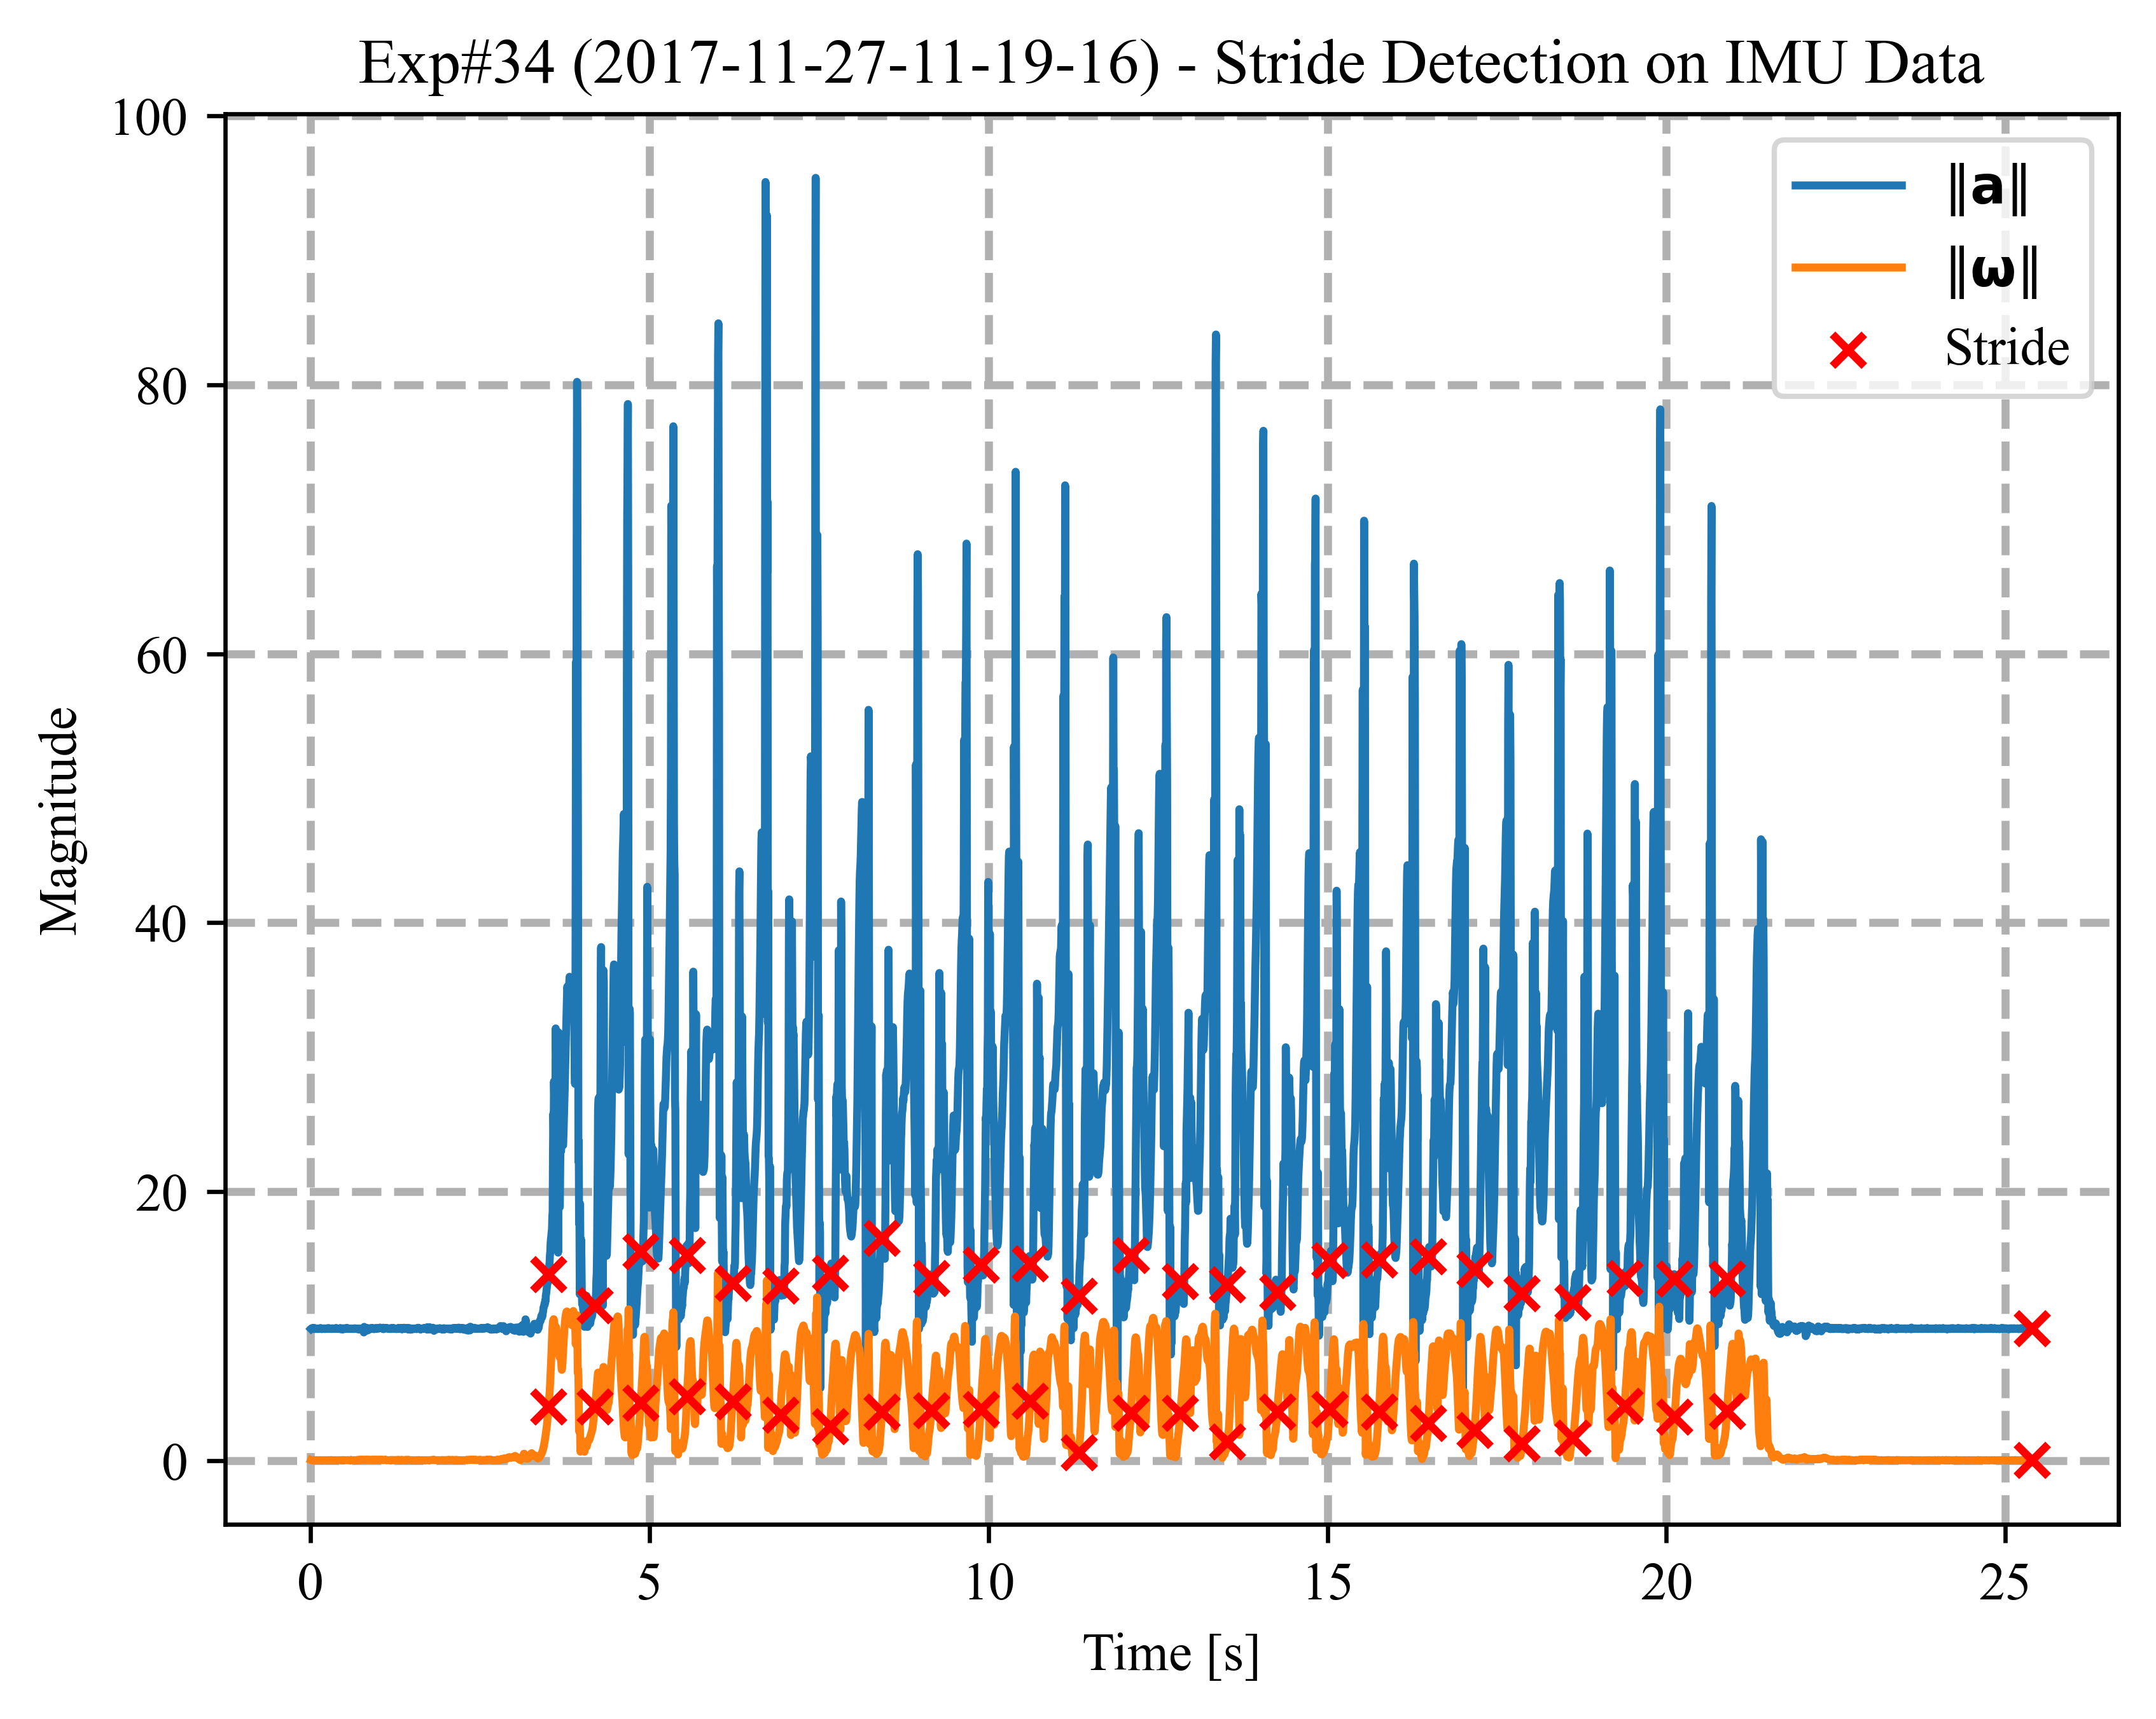 Exp#34 (2017-11-27-11-19-16) - Stride Detection on IMU Data
100
80
60
40
20
0
Magnitude
‖a‖
‖ω‖
Stride
0 5 10 15 20 25
Time [s]